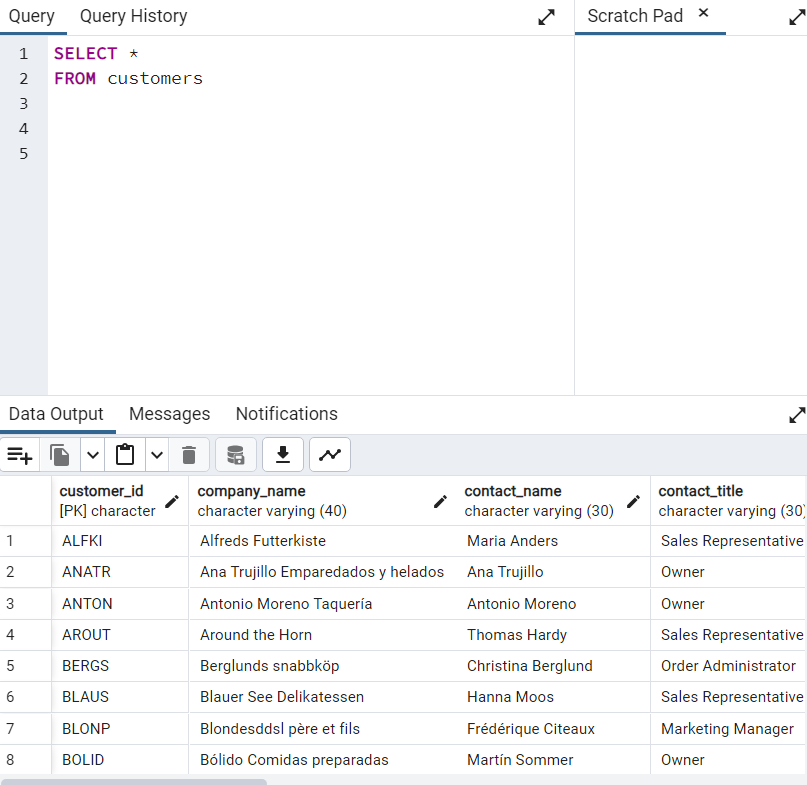 Query Query History Scratch Pad ×
1 SELECT *
2 FROM customers
3
4
5
Data Output Messages Notifications
customer_id company_name contact_name contact_title
[PK] character character varying (40) character varying (30) character varying (30)
1 ALFKI Alfreds Futterkiste Maria Anders Sales Representative
2 ANATR Ana Trujillo Emparedados y helados Ana Trujillo Owner
3 ANTON Antonio Moreno Taquería Antonio Moreno Owner
4 AROUT Around the Horn Thomas Hardy Sales Representative
5 BERGS Berglunds snabbköp Christina Berglund Order Administrator
6 BLAUS Blauer See Delikatessen Hanna Moos Sales Representative
7 BLONP Blondesddsl père et fils Frédérique Citeaux Marketing Manager
8 BOLID Bólido Comidas preparadas Martín Sommer Owner